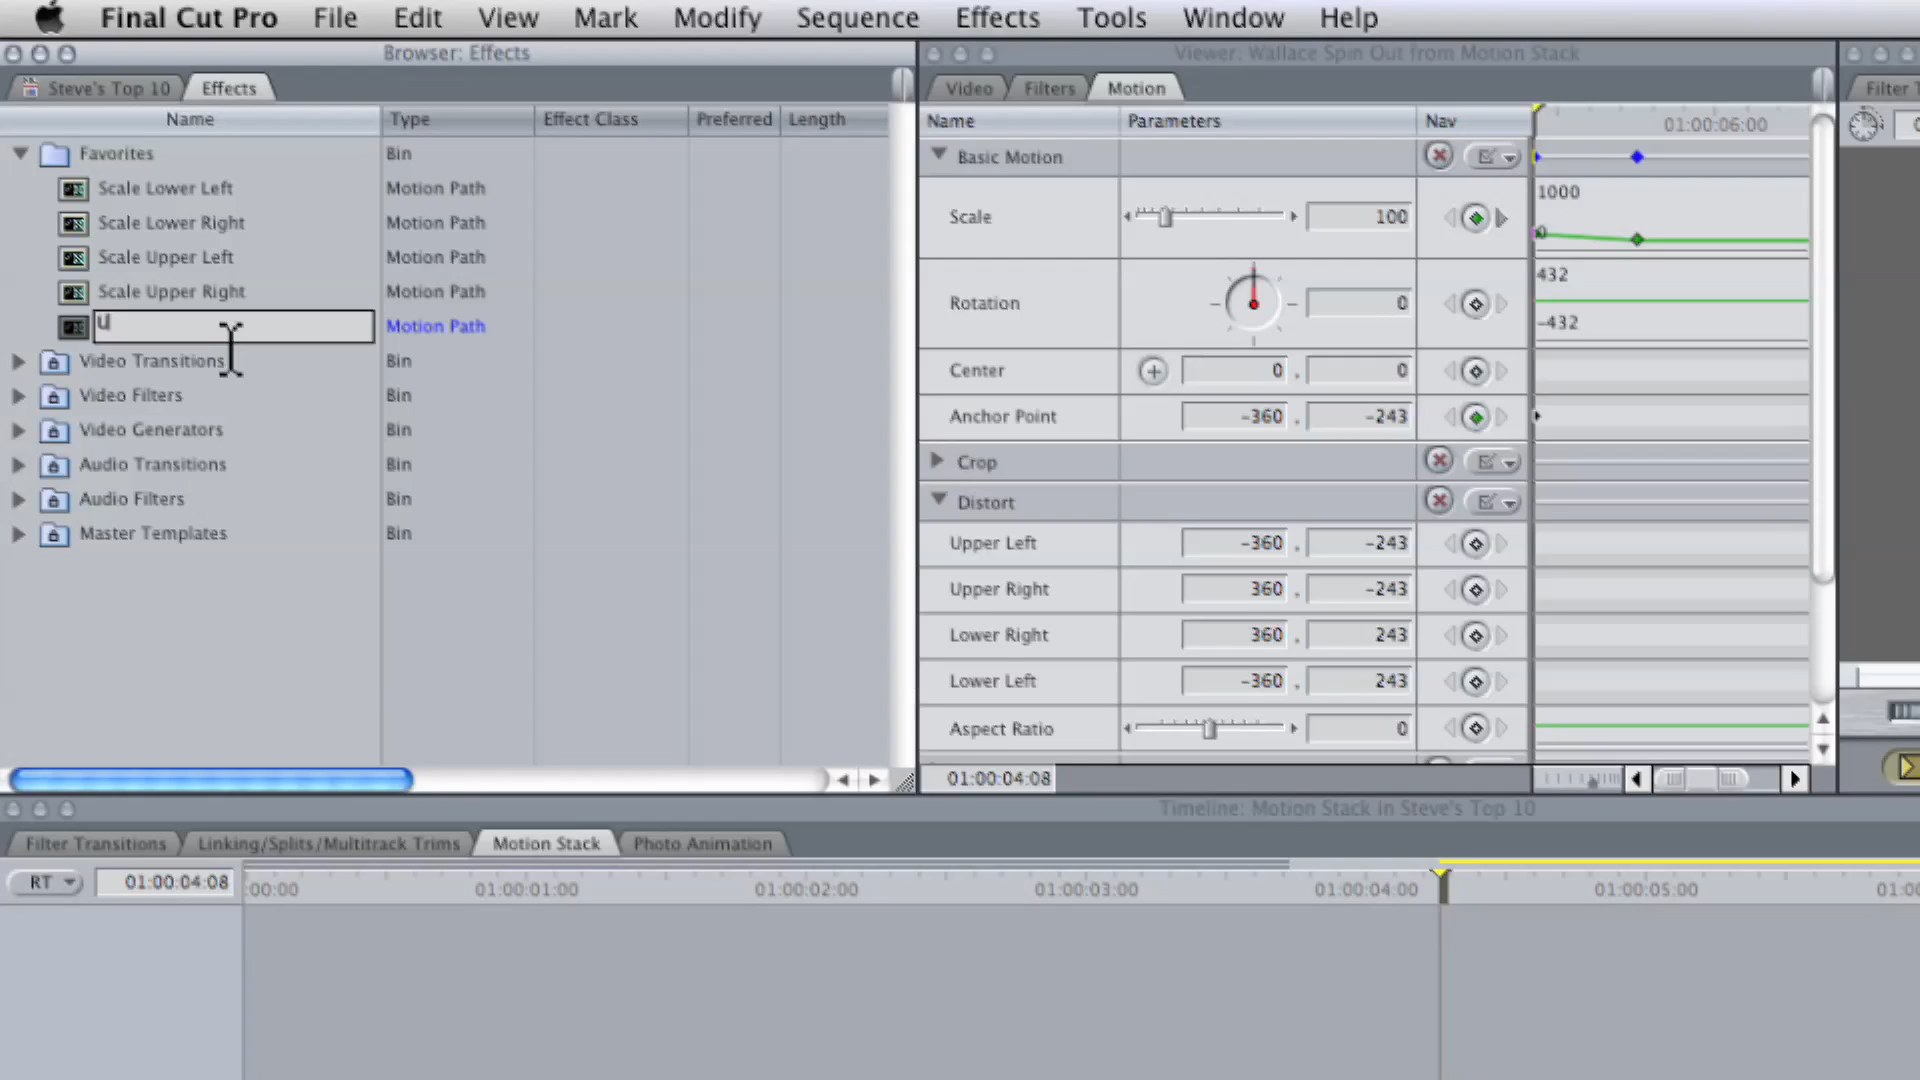 Final Cut Pro File Edit View Mark Modify Sequence Effects Tools Window Help
Browser: Effects
Steve's Top 10 Effects
Name Type Effect Class Preferred Length
Favorites Bin
Scale Lower Left Motion Path
Scale Lower Right Motion Path
Scale Upper Left Motion Path
Scale Upper Right Motion Path
u Motion Path
Video Transitions Bin
Video Filters Bin
Video Generators Bin
Audio Transitions Bin
Audio Filters Bin
Master Templates Bin
Viewer: Wallace Spin Out from Motion Stack
Video Filters Motion
Name Parameters Nav 01:00:06:00
Basic Motion
Scale 100 1000
0
Rotation 0 432
-432
Center 0 , 0
Anchor Point -360 , -243
Crop
Distort
Upper Left -360 , -243
Upper Right 360 , -243
Lower Right 360 , 243
Lower Left -360 , 243
Aspect Ratio 0
01:00:04:08
Filter
Timeline: Motion Stack in Steve's Top 10
Filter Transitions Linking/Splits/Multitrack Trims Motion Stack Photo Animation
RT 01:00:04:08 :00:00 01:00:01:00 01:00:02:00 01:00:03:00 01:00:04:00 01:00:05:00 01:00